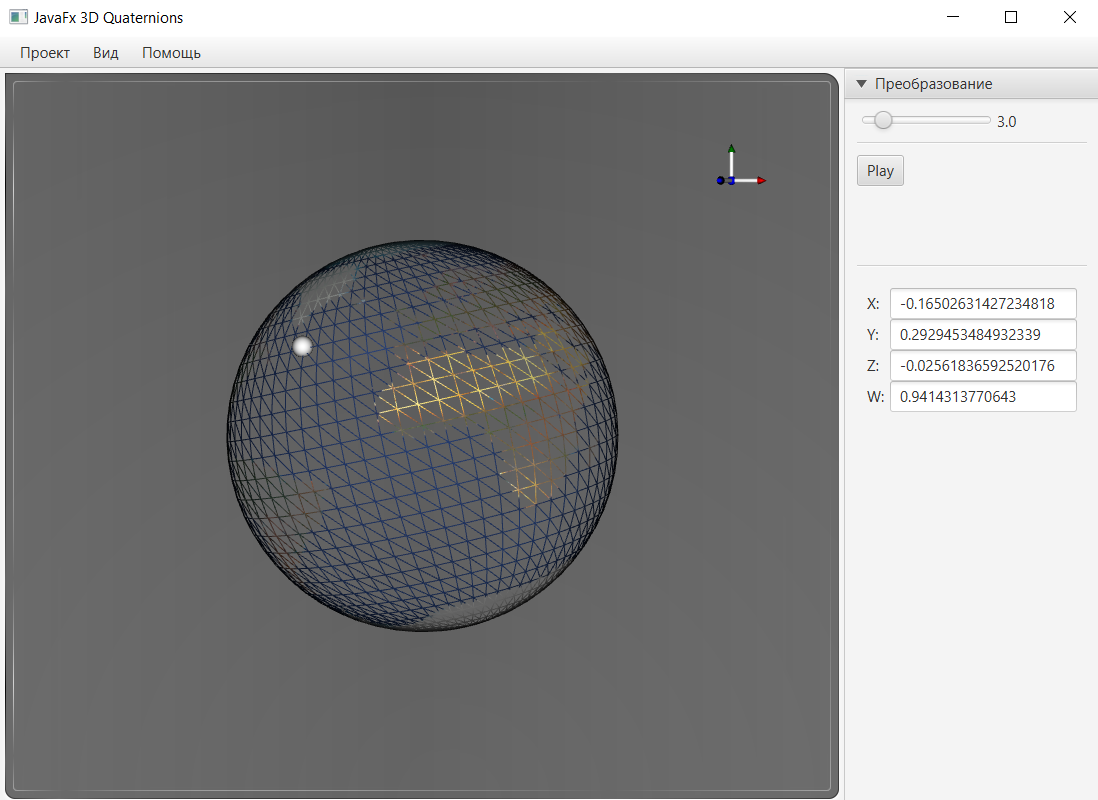 JavaFx 3D Quaternions
Проект Вид Помощь
Преобразование
3.0
Play
X: -0.16502631427234818
Y: 0.2929453484932339
Z: -0.02561836592520176
W: 0.9414313770643